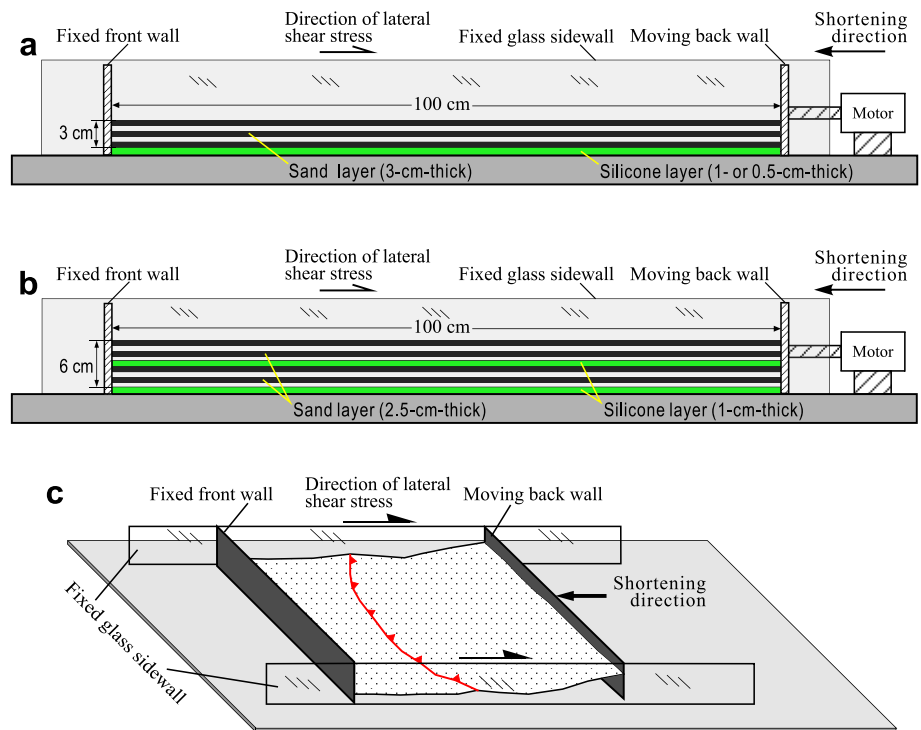 a
Fixed front wall
Direction of lateral
shear stress
Fixed glass sidewall
Moving back wall
Shortening
direction
100 cm
Motor
3 cm
Sand layer (3-cm-thick)
Silicone layer (1- or 0.5-cm-thick)
b
Fixed front wall
Direction of lateral
shear stress
Fixed glass sidewall
Moving back wall
Shortening
direction
100 cm
Motor
6 cm
Sand layer (2.5-cm-thick)
Silicone layer (1-cm-thick)
c
Fixed front wall
Direction of lateral
shear stress
Moving back wall
Shortening
direction
Fixed glass sidewall